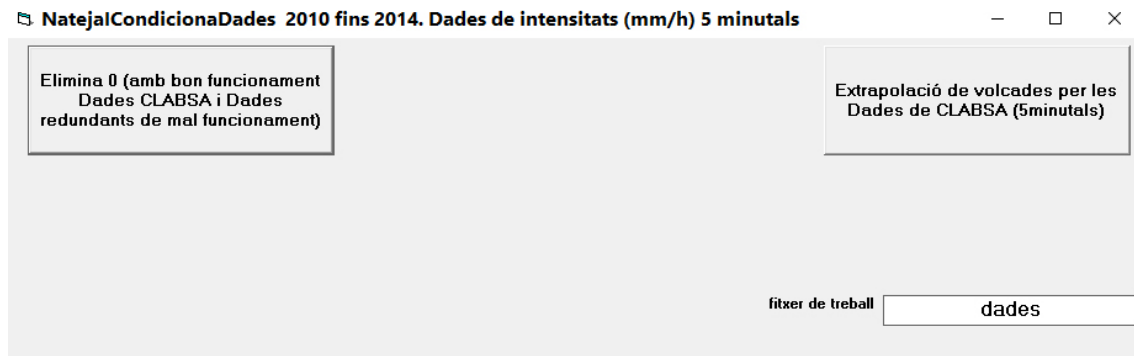 NatejaICondicionaDades  2010 fins 2014. Dades de intensitats (mm/h) 5 minutals
Elimina 0 (amb bon funcionament
Dades CLABSA i Dades
redundants de mal funcionament)
Extrapolació de volcades per les
Dades de CLABSA (5minutals)
fitxer de treball
dades